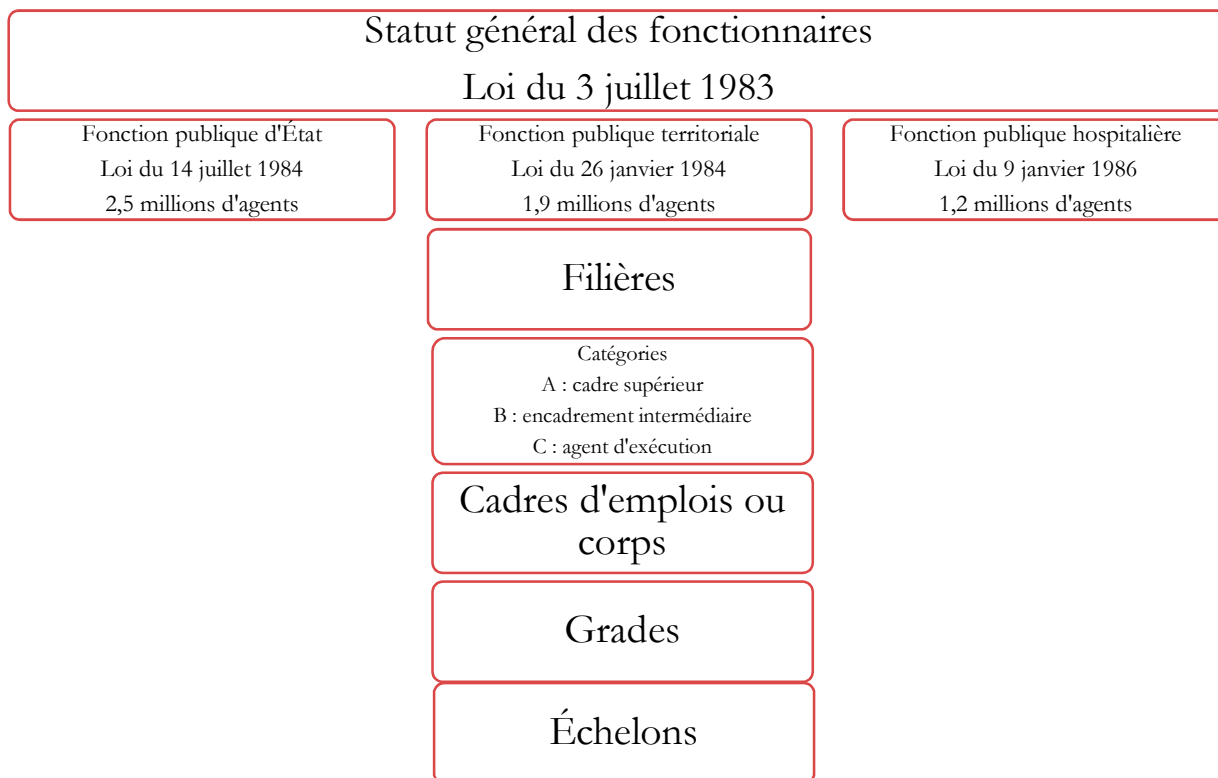 Statut général des fonctionnaires
Loi du 3 juillet 1983
Fonction publique d'État
Loi du 14 juillet 1984
2,5 millions d'agents
Fonction publique territoriale
Loi du 26 janvier 1984
1,9 millions d'agents
Fonction publique hospitalière
Loi du 9 janvier 1986
1,2 millions d'agents
Filières
Catégories
A : cadre supérieur
B : encadrement intermédiaire
C : agent d'exécution
Cadres d'emplois ou
corps
Grades
Échelons